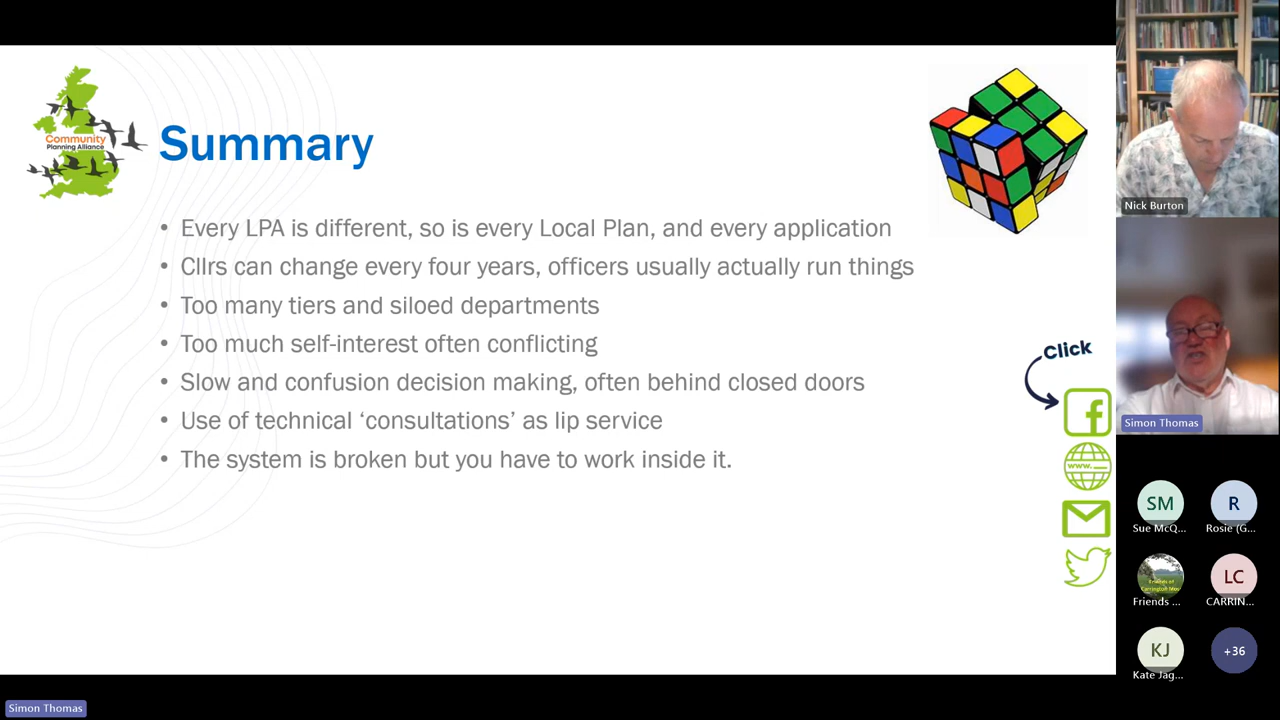 Community
Planning Alliance
Summary
• Every LPA is different, so is every Local Plan, and every application
• Cllrs can change every four years, officers usually actually run things
• Too many tiers and siloed departments
• Too much self-interest often conflicting
• Slow and confusion decision making, often behind closed doors
• Use of technical ‘consultations’ as lip service
• The system is broken but you have to work inside it.
Click
www.
Nick Burton
Simon Thomas
SM
Sue McQ...
R
Rosie (G...
Friends of
Carrington Moss
Friends ...
LC
CARRIN...
KJ
Kate Jag...
+36
Simon Thomas